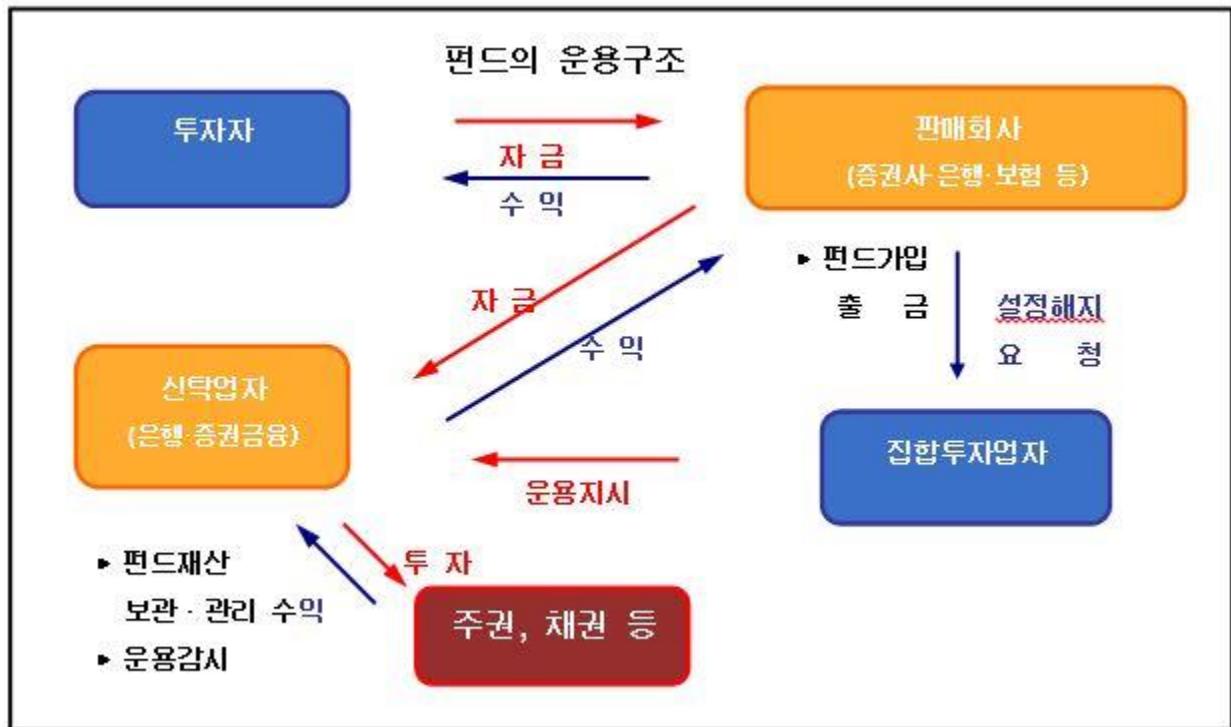 펀드의 운용구조
투자자
판매회사
(증권사·은행·보험 등)
자 금
수 익
자 금
수 익
▸ 펀드가입
출 금
설정해지
요 청
신탁업자
(은행·증권금융)
집합투자업자
운용지시
▸ 펀드재산
보관·관리 수익
▸ 운용감시
투 자
주권, 채권 등